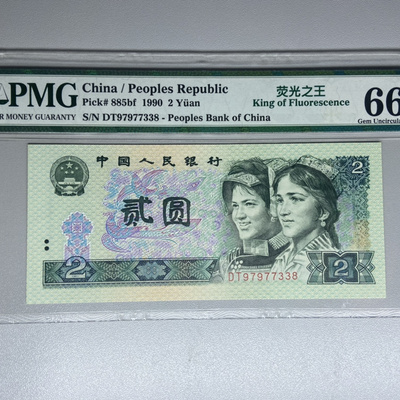 PMG
China / Peoples Republic
Pick# 885bf 1990 2 Yüan
S/N DT97977338 - Peoples Bank of China
荧光之王
King of Fluorescence
66
Gem Uncircula
R MONEY GUARANTY
中国人民银行
2
贰圆
2
DT97977338
2